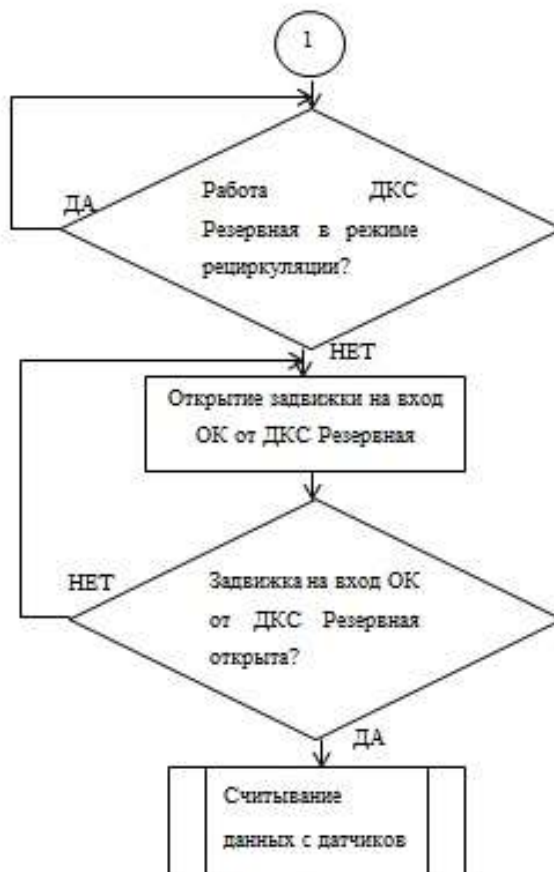 1
Работа ДКС
Резервная в режиме
рециркуляции?
ДА
НЕТ
Открытие задвижки на вход
ОК от ДКС Резервная
Задвижка на вход ОК
от ДКС Резервная
открыта?
НЕТ
ДА
Считывание
данных с датчиков